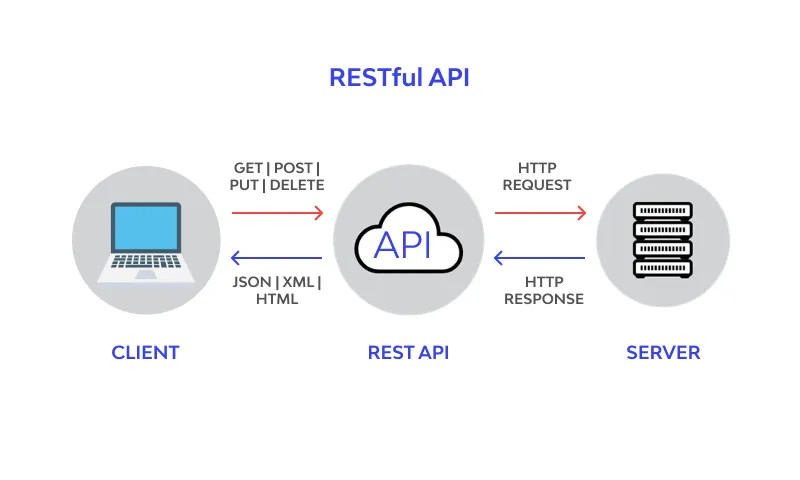 RESTful API
GET | POST |
PUT | DELETE
HTTP
REQUEST
API
JSON | XML |
HTML
HTTP
RESPONSE
CLIENT
REST API
SERVER